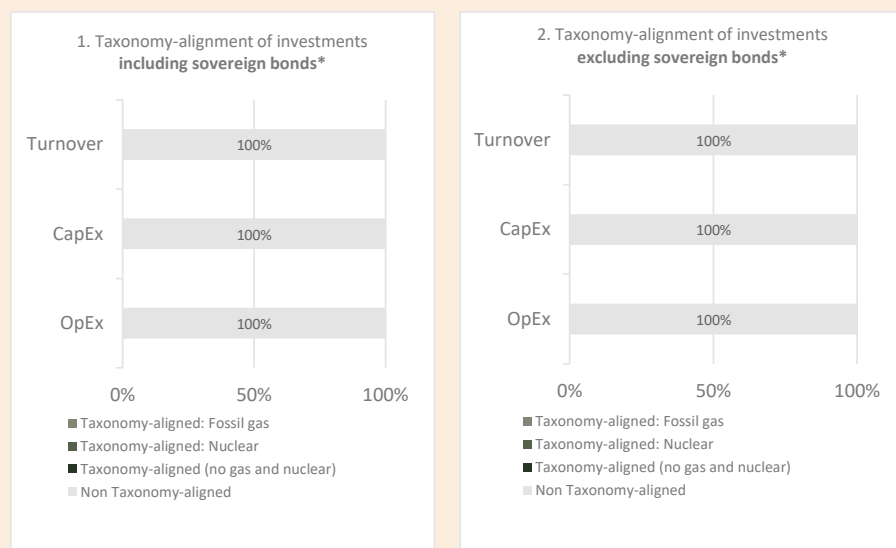 1. Taxonomy-alignment of investments
including sovereign bonds*
Turnover
100%
CapEx
100%
OpEx
100%
0%
50%
100%
Taxonomy-aligned: Fossil gas
Taxonomy-aligned: Nuclear
Taxonomy-aligned (no gas and nuclear)
Non Taxonomy-aligned
2. Taxonomy-alignment of investments
excluding sovereign bonds*
Turnover
100%
CapEx
100%
OpEx
100%
0%
50%
100%
Taxonomy-aligned: Fossil gas
Taxonomy-aligned: Nuclear
Taxonomy-aligned (no gas and nuclear)
Non Taxonomy-aligned